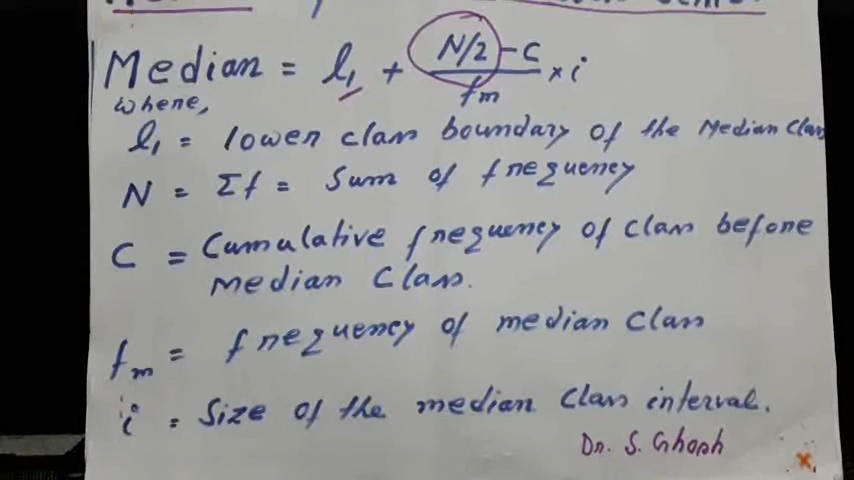 Median = l₁ + (N/2 - C)/fm × i
where,
l₁ = lower class boundary of the Median Class
N = Σf = Sum of frequency
C = Cumulative frequency of class before
median Class.
fm = frequency of median Class
i = Size of the median Class interval.
Dr. S. Ghosh